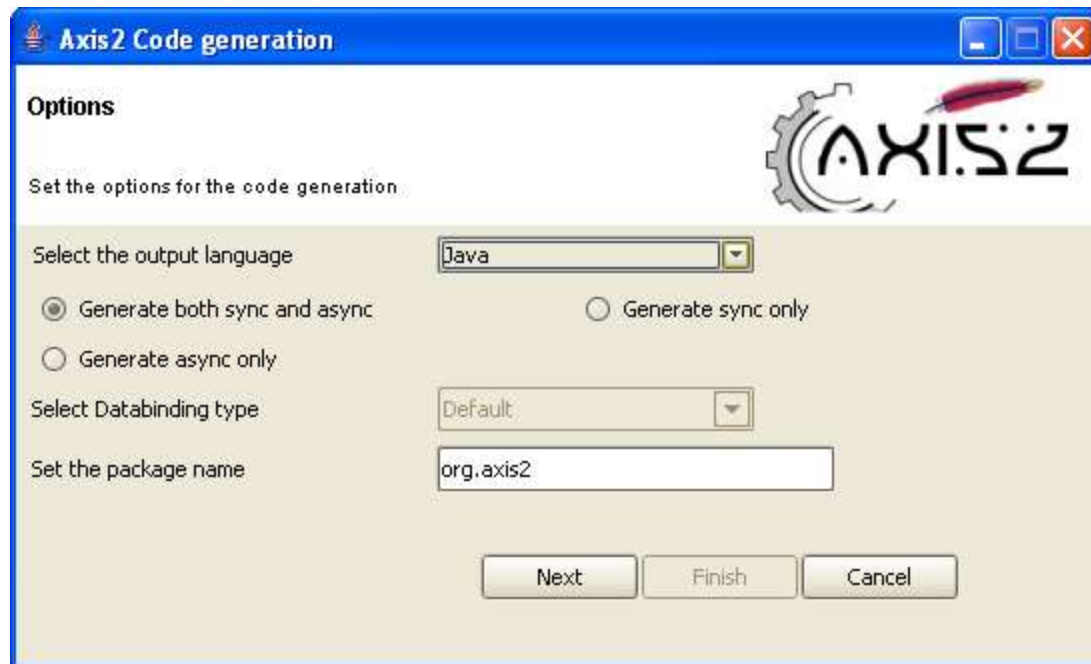 Axis2 Code generation
Options
AXIS2
Set the options for the code generation
Select the output language
Java
Generate both sync and async
Generate sync only
Generate async only
Select Databinding type
Default
Set the package name
org.axis2
Next
Finish
Cancel